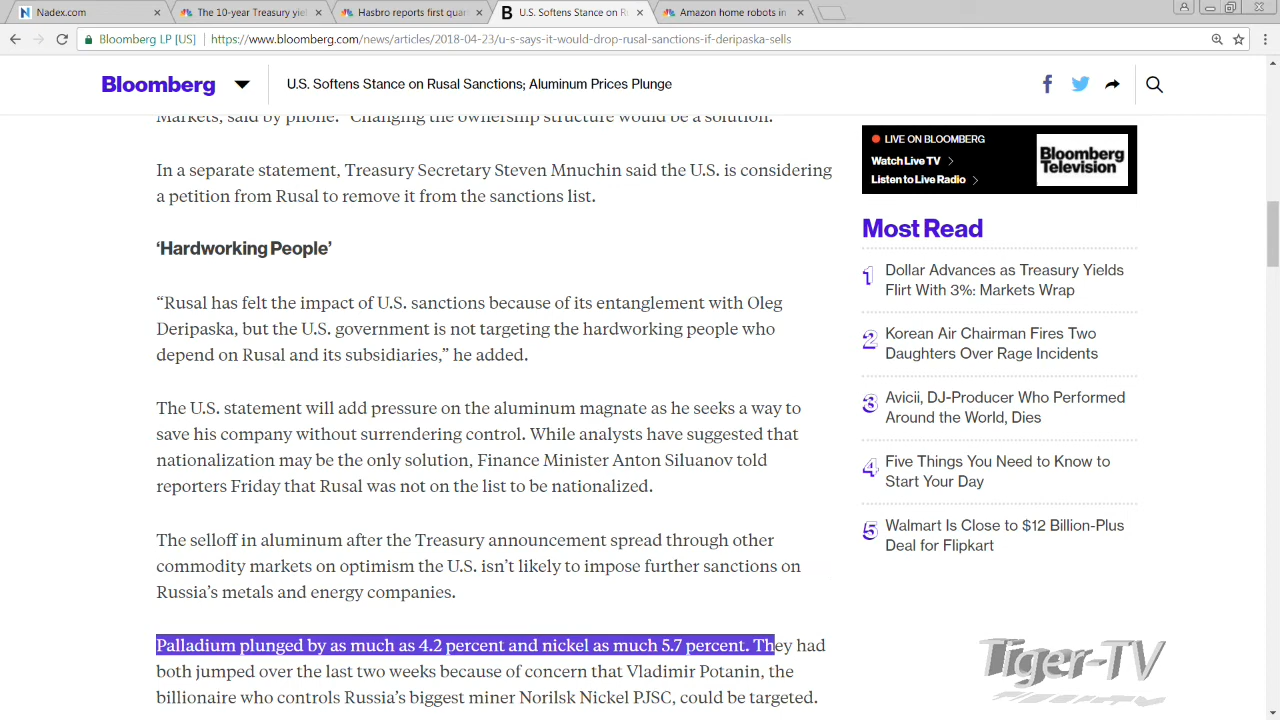 Nadex.com
The 10-year Treasury yie
Hasbro reports first quar
U.S. Softens Stance on R
Amazon home robots in
Bloomberg LP [US] | https://www.bloomberg.com/news/articles/2018-04-23/u-s-says-it-would-drop-rusal-sanctions-if-deripaska-sells
Bloomberg
U.S. Softens Stance on Rusal Sanctions; Aluminum Prices Plunge
Markets, said by phone. “Changing the ownership structure would be a solution.”
In a separate statement, Treasury Secretary Steven Mnuchin said the U.S. is considering
a petition from Rusal to remove it from the sanctions list.
‘Hardworking People’
“Rusal has felt the impact of U.S. sanctions because of its entanglement with Oleg
Deripaska, but the U.S. government is not targeting the hardworking people who
depend on Rusal and its subsidiaries,” he added.
The U.S. statement will add pressure on the aluminum magnate as he seeks a way to
save his company without surrendering control. While analysts have suggested that
nationalization may be the only solution, Finance Minister Anton Siluanov told
reporters Friday that Rusal was not on the list to be nationalized.
The selloff in aluminum after the Treasury announcement spread through other
commodity markets on optimism the U.S. isn’t likely to impose further sanctions on
Russia’s metals and energy companies.
Palladium plunged by as much as 4.2 percent and nickel as much 5.7 percent. They had
both jumped over the last two weeks because of concern that Vladimir Potanin, the
billionaire who controls Russia’s biggest miner Norilsk Nickel PJSC, could be targeted.
LIVE ON BLOOMBERG
Watch Live TV
Listen to Live Radio
Bloomberg
Television
Most Read
1 Dollar Advances as Treasury Yields
Flirt With 3%: Markets Wrap
2 Korean Air Chairman Fires Two
Daughters Over Rage Incidents
3 Avicii, DJ-Producer Who Performed
Around the World, Dies
4 Five Things You Need to Know to
Start Your Day
5 Walmart Is Close to $12 Billion-Plus
Deal for Flipkart
Tiger-TV